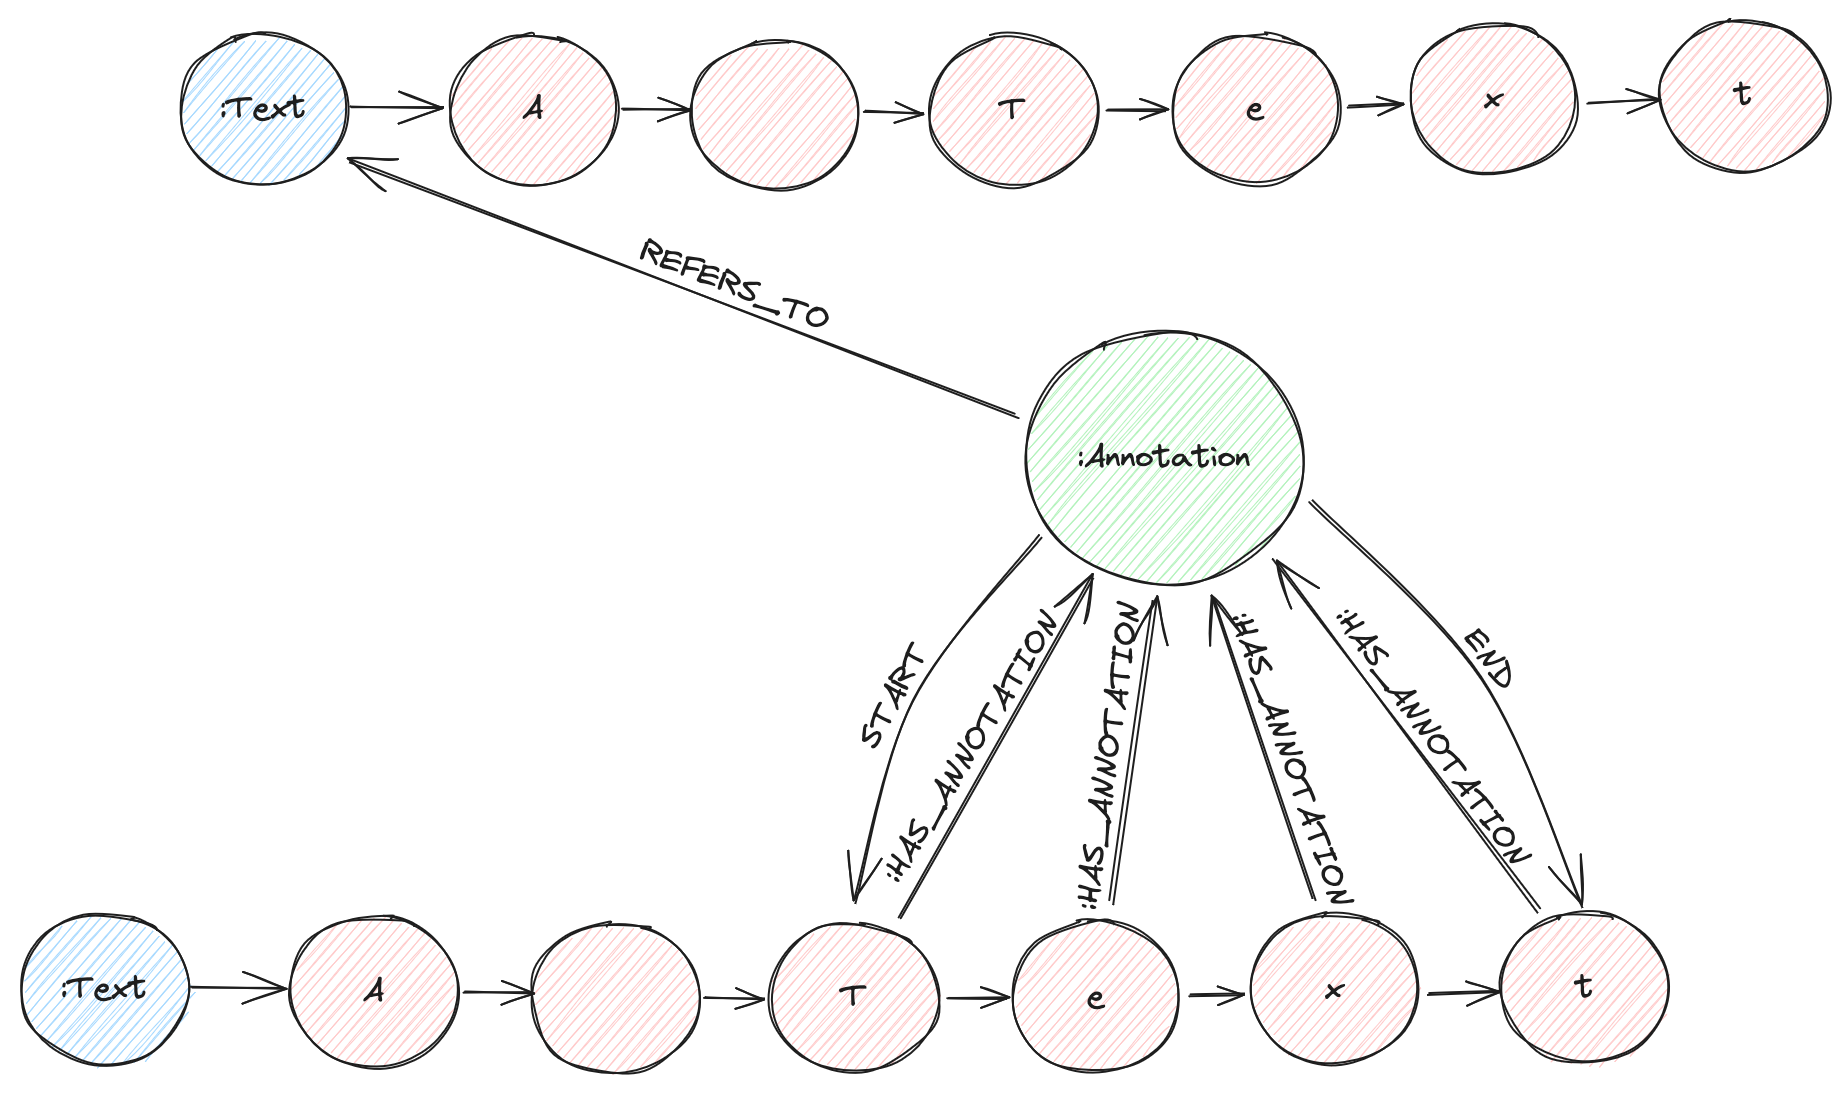 :Text A T e x t
REFERS_TO
:Annotation
START :HAS_ANNOTATION :HAS_ANNOTATION :HAS_ANNOTATION :HAS_ANNOTATION END
:Text A T e x t